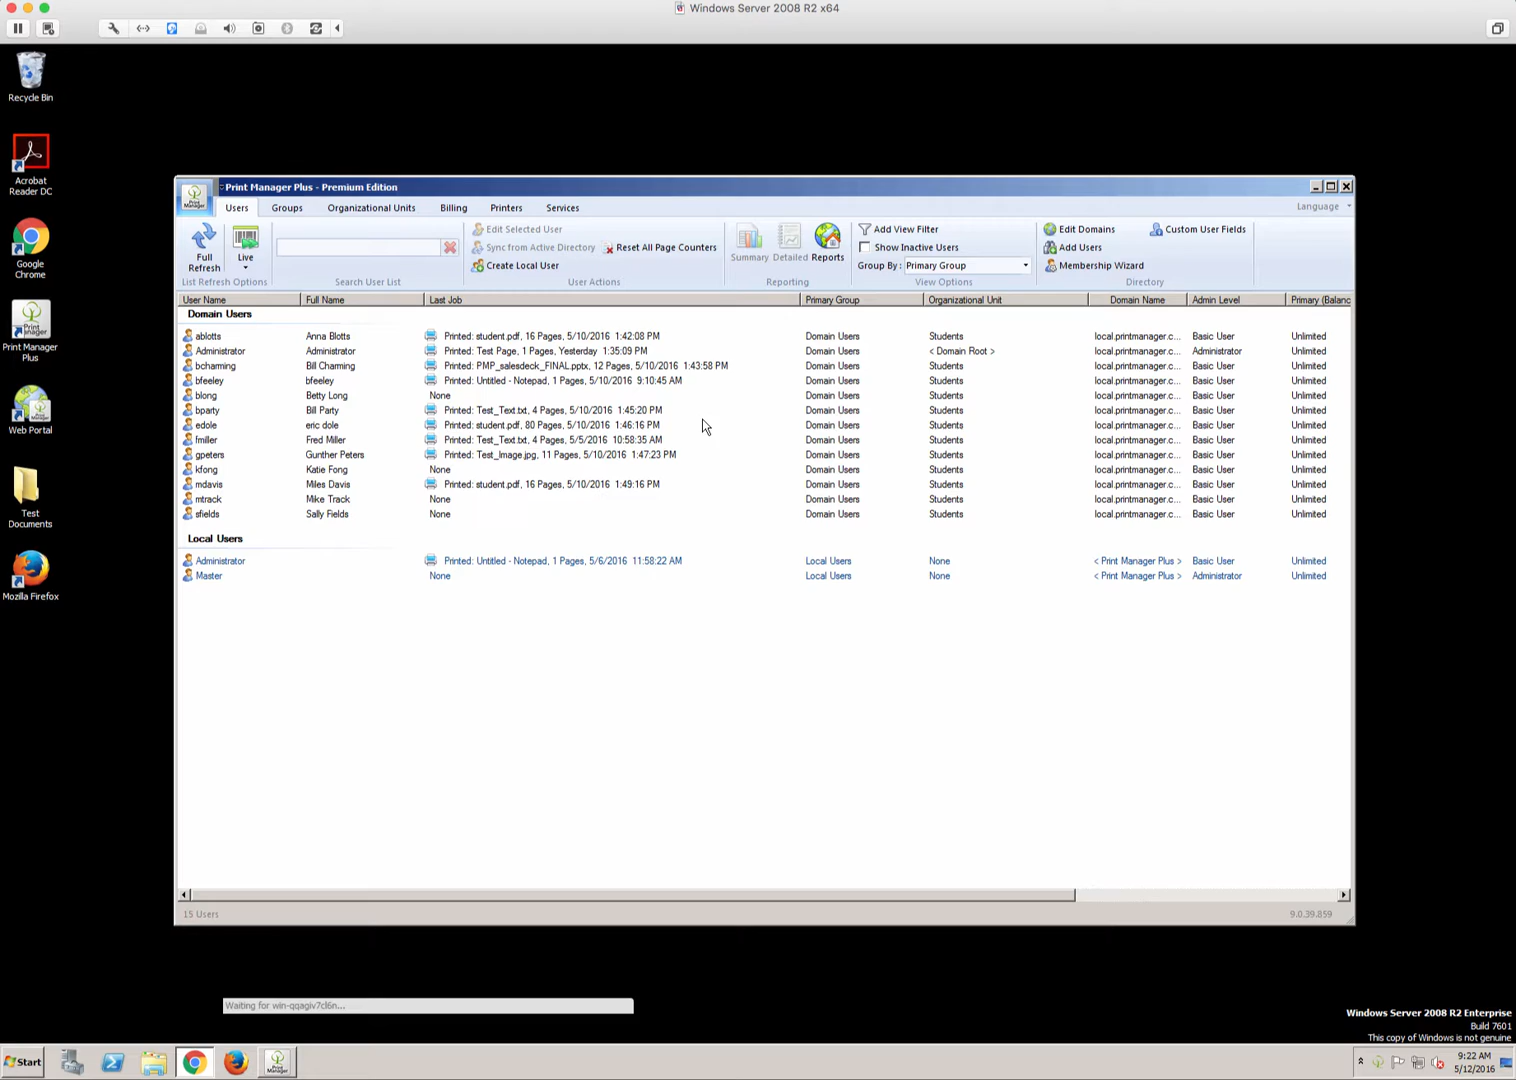 Windows Server 2008 R2 x64
Recycle Bin
Acrobat
Reader DC
Google
Chrome
Print Manager
Plus
Web Portal
Test
Documents
Mozilla Firefox
Print Manager Plus - Premium Edition
Users Groups Organizational Units Billing Printers Services Language
Full
Refresh
Live
List Refresh Options
Search User List
Edit Selected User
Sync from Active Directory Reset All Page Counters
Create Local User
User Actions
Summary Detailed Reports
Reporting
Add View Filter
Show Inactive Users
Group By : Primary Group
View Options
Edit Domains Custom User Fields
Add Users
Membership Wizard
Directory
User Name Full Name Last Job Primary Group Organizational Unit Domain Name Admin Level Primary (Balanc
Domain Users
ablotts Anna Blotts Printed: student.pdf, 16 Pages, 5/10/2016 1:42:08 PM Domain Users Students local.printmanager.c... Basic User Unlimited
Administrator Administrator Printed: Test Page, 1 Pages, Yesterday 1:35:09 PM Domain Users < Domain Root > local.printmanager.c... Administrator Unlimited
bcharming Bill Charming Printed: PMP_salesdeck_FINAL.pptx, 12 Pages, 5/10/2016 1:43:58 PM Domain Users Students local.printmanager.c... Basic User Unlimited
bfeeley bfeeley Printed: Untitled - Notepad, 1 Pages, 5/10/2016 9:10:45 AM Domain Users Students local.printmanager.c... Basic User Unlimited
blong Betty Long None Domain Users Students local.printmanager.c... Basic User Unlimited
bparty Bill Party Printed: Test_Text.txt, 4 Pages, 5/10/2016 1:45:20 PM Domain Users Students local.printmanager.c... Basic User Unlimited
edole eric dole Printed: student.pdf, 80 Pages, 5/10/2016 1:46:16 PM Domain Users Students local.printmanager.c... Basic User Unlimited
fmiller Fred Miller Printed: Test_Text.txt, 4 Pages, 5/5/2016 10:58:35 AM Domain Users Students local.printmanager.c... Basic User Unlimited
gpeters Gunther Peters Printed: Test_Image.jpg, 11 Pages, 5/10/2016 1:47:23 PM Domain Users Students local.printmanager.c... Basic User Unlimited
kfong Katie Fong None Domain Users Students local.printmanager.c... Basic User Unlimited
mdavis Miles Davis Printed: student.pdf, 16 Pages, 5/10/2016 1:49:16 PM Domain Users Students local.printmanager.c... Basic User Unlimited
mtrack Mike Track None Domain Users Students local.printmanager.c... Basic User Unlimited
sfields Sally Fields None Domain Users Students local.printmanager.c... Basic User Unlimited
Local Users
Administrator Printed: Untitled - Notepad, 1 Pages, 5/6/2016 11:58:22 AM Local Users None < Print Manager Plus > Basic User Unlimited
Master None Local Users None < Print Manager Plus > Administrator Unlimited
15 Users 9.0.39.859
Waiting for win-qqagiv7cl6n...
Windows Server 2008 R2 Enterprise
Build 7601
This copy of Windows is not genuine
Start
9:22 AM
5/12/2016